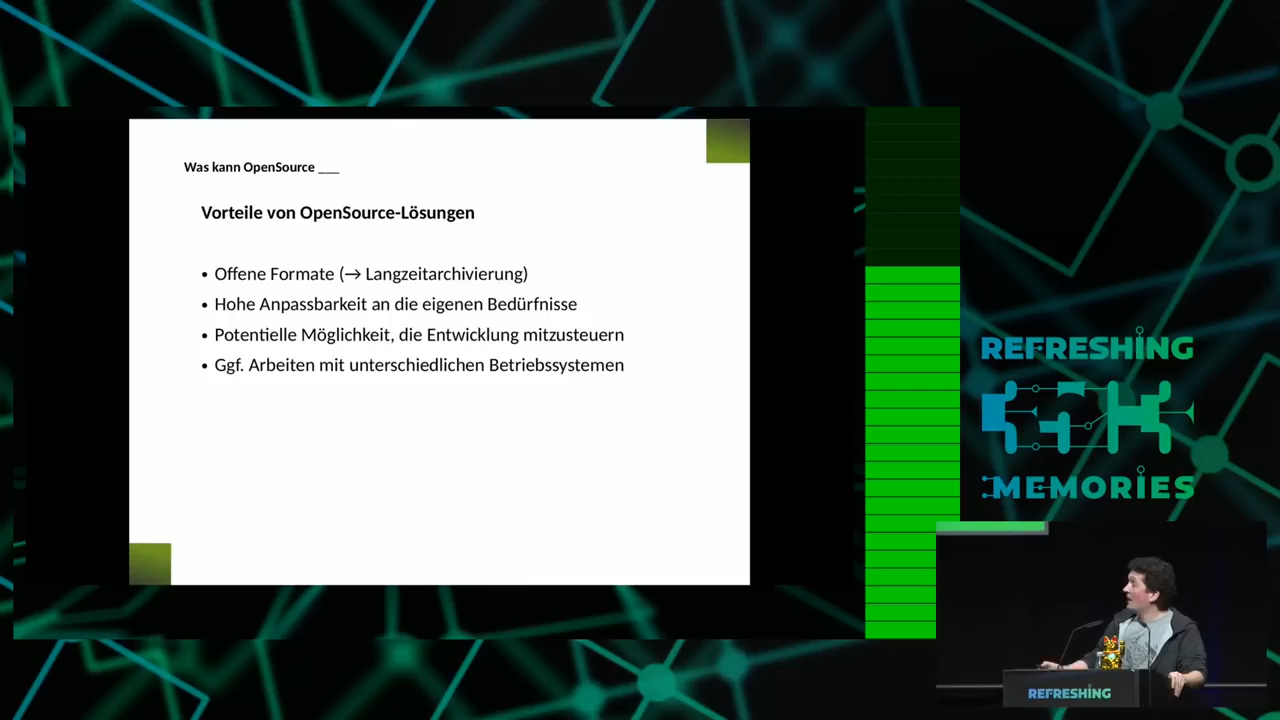 Was kann OpenSource ___
Vorteile von OpenSource-Lösungen
• Offene Formate (→ Langzeitarchivierung)
• Hohe Anpassbarkeit an die eigenen Bedürfnisse
• Potentielle Möglichkeit, die Entwicklung mitzusteuern
• Ggf. Arbeiten mit unterschiedlichen Betriebssystemen
REFRESHING
MEMORIES
REFRESHING